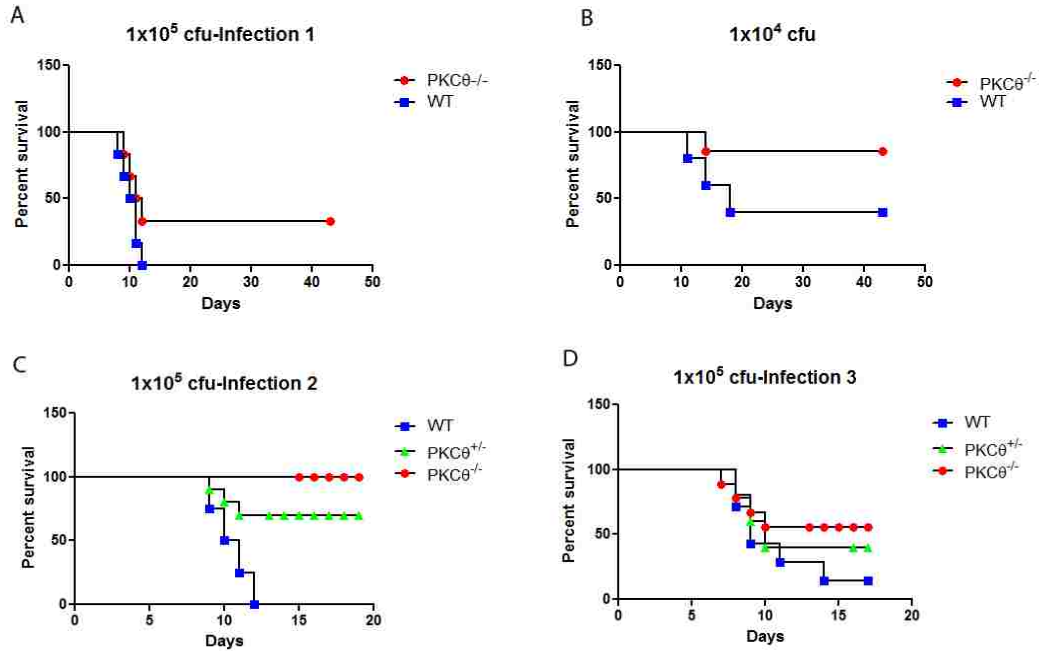 A
1x10⁵ cfu-Infection 1
150
100
50
0
Percent survival
0 10 20 30 40 50
Days
PKCθ-/-
WT
B
1x10⁴ cfu
150
100
50
0
Percent survival
0 10 20 30 40 50
Days
PKCθ⁻/⁻
WT
C
1x10⁵ cfu-Infection 2
150
100
50
0
Percent survival
0 5 10 15 20
Days
WT
PKCθ⁺/⁻
PKCθ⁻/⁻
D
1x10⁵ cfu-Infection 3
150
100
50
0
Percent survival
0 5 10 15 20
Days
WT
PKCθ⁺/⁻
PKCθ⁻/⁻